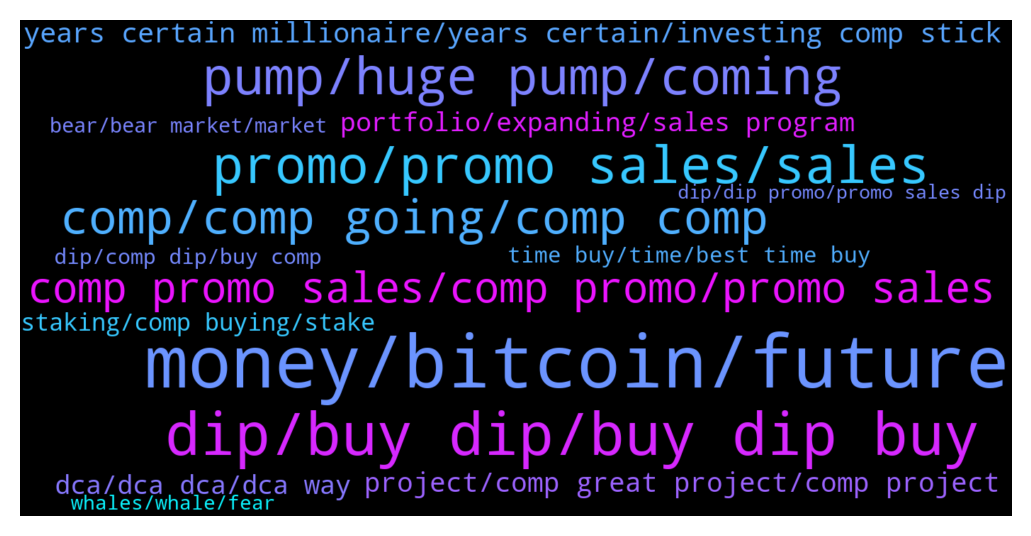 years certain millionaire/years certain/investing comp stick
pump/huge pump/coming
bear/bear market/market
portfolio/expanding/sales program
promo/promo sales/sales
dip/dip promo/promo sales dip
comp/comp going/comp comp
dip/comp dip/buy comp
time buy/time/best time buy
comp promo sales/comp promo/promo sales
staking/comp buying/stake
money/bitcoin/future
dip/buy dip/buy dip buy
dca/dca dca/dca way
project/comp great project/comp project
whales/whale/fear